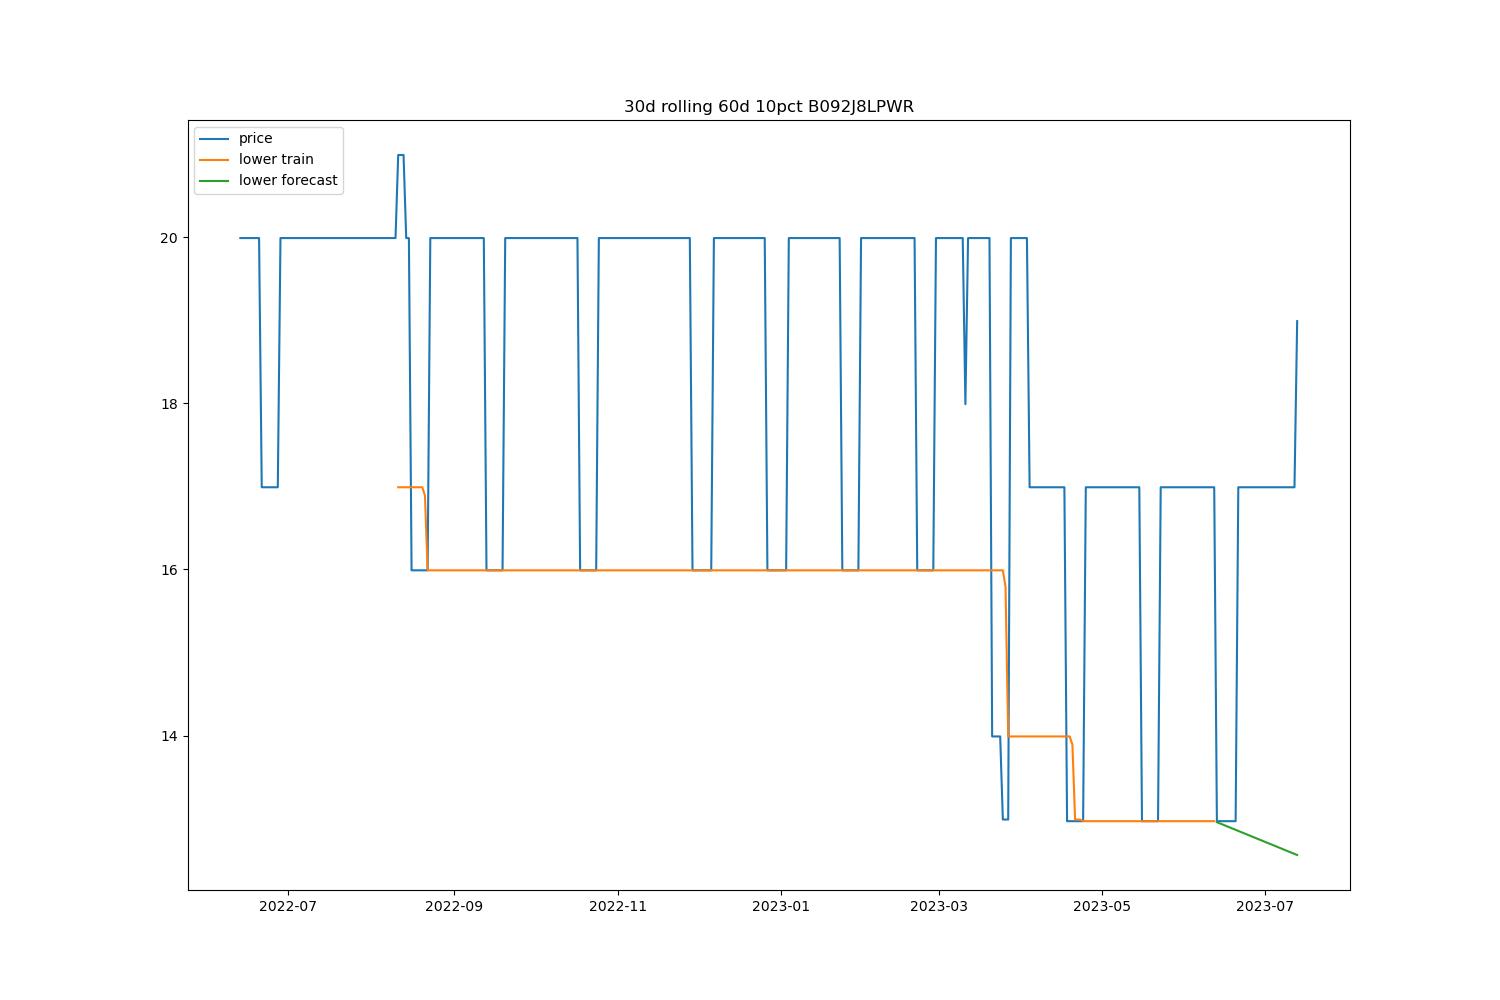 30d rolling 60d 10pct B092J8LPWR
price
lower train
lower forecast
20
18
16
14
2022-07 2022-09 2022-11 2023-01 2023-03 2023-05 2023-07